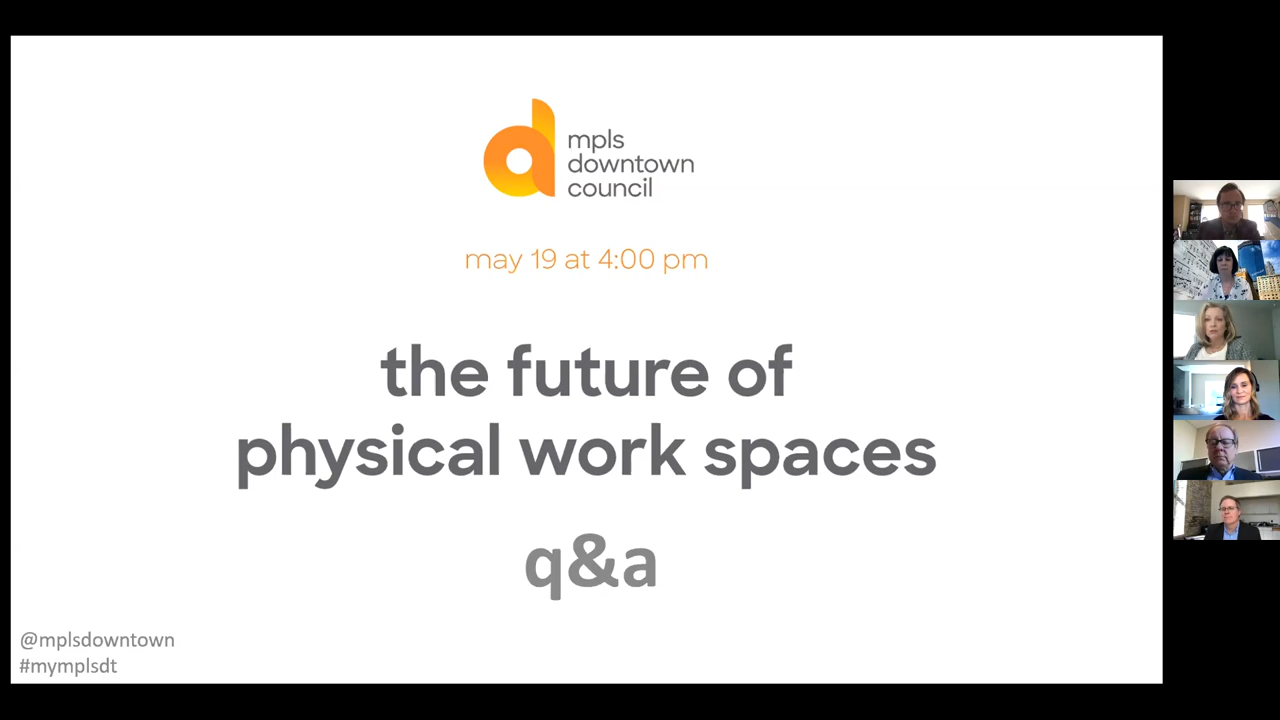 mpls
downtown
council
may 19 at 4:00 pm
the future of
physical work spaces
q&a
@mplsdowntown
#mymplsdt